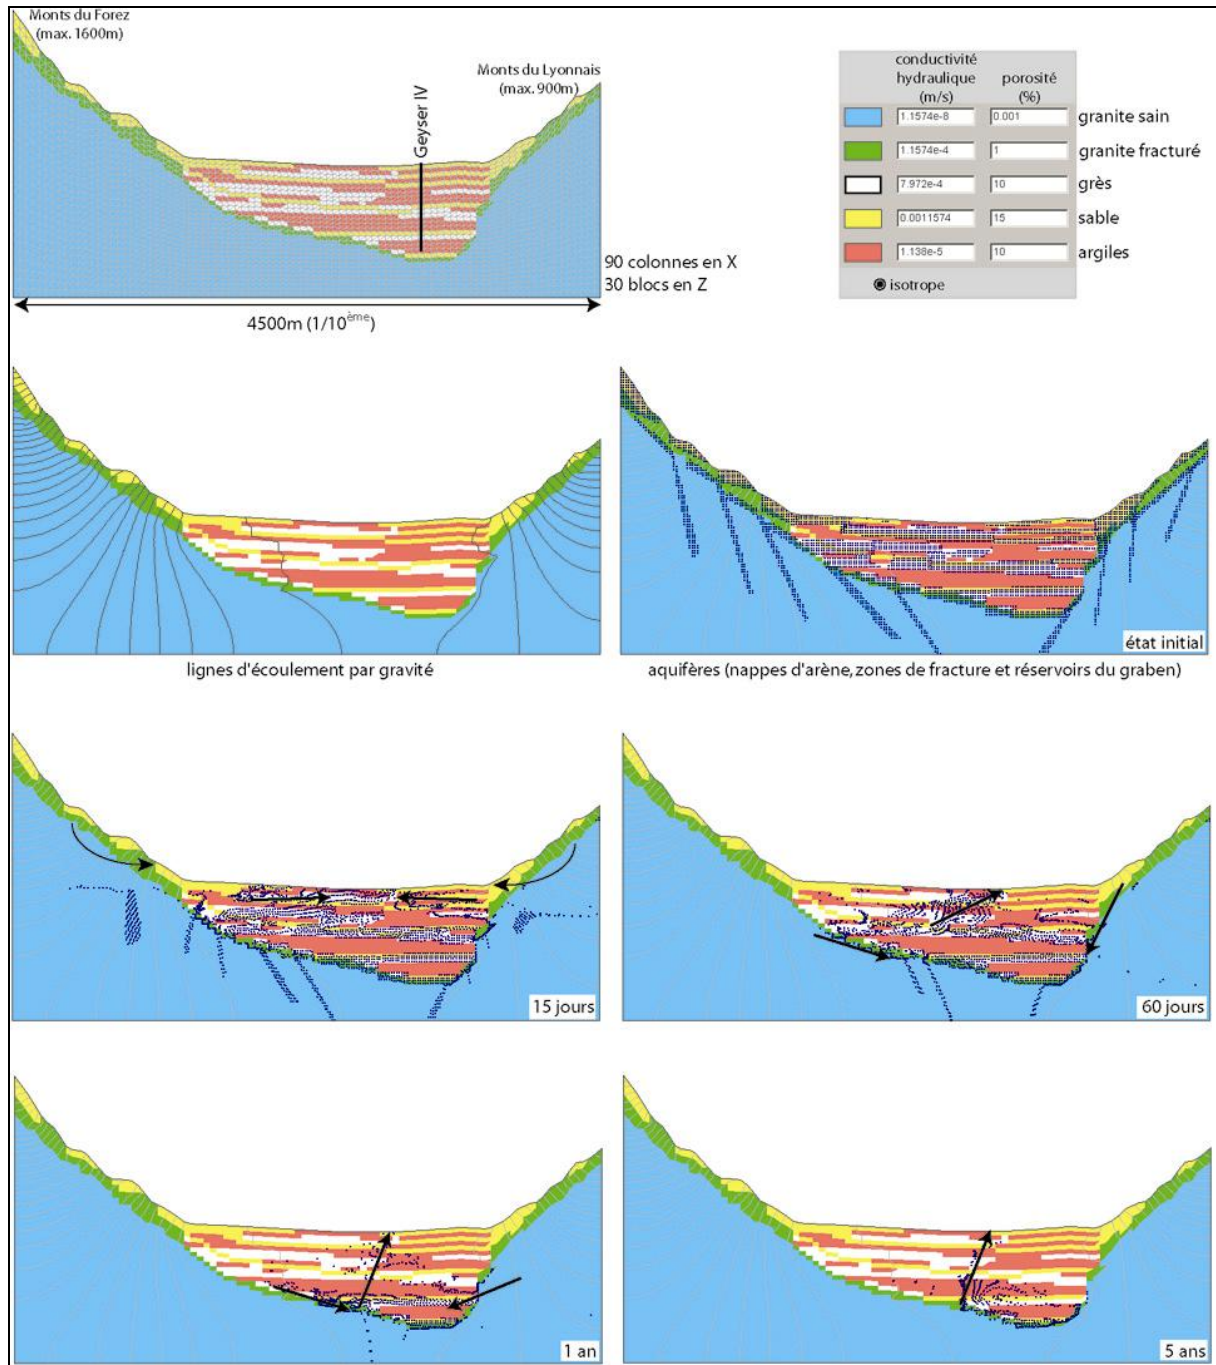 Monts du Forez
(max. 1600m)
Monts du Lyonnais
(max. 900m)
Geyser IV
90 colonnes en X
30 blocs en Z
4500m (1/10ème)
conductivité
hydraulique
(m/s)
porosité
(%)
1.1574e-8 0.001 granite sain
1.1574e-4 1 granite fracturé
7.972e-4 10 grès
0.0011574 15 sable
1.138e-5 10 argiles
isotrope
lignes d'écoulement par gravité
état initial
aquifères (nappes d'arène, zones de fracture et réservoirs du graben)
15 jours
60 jours
1 an
5 ans